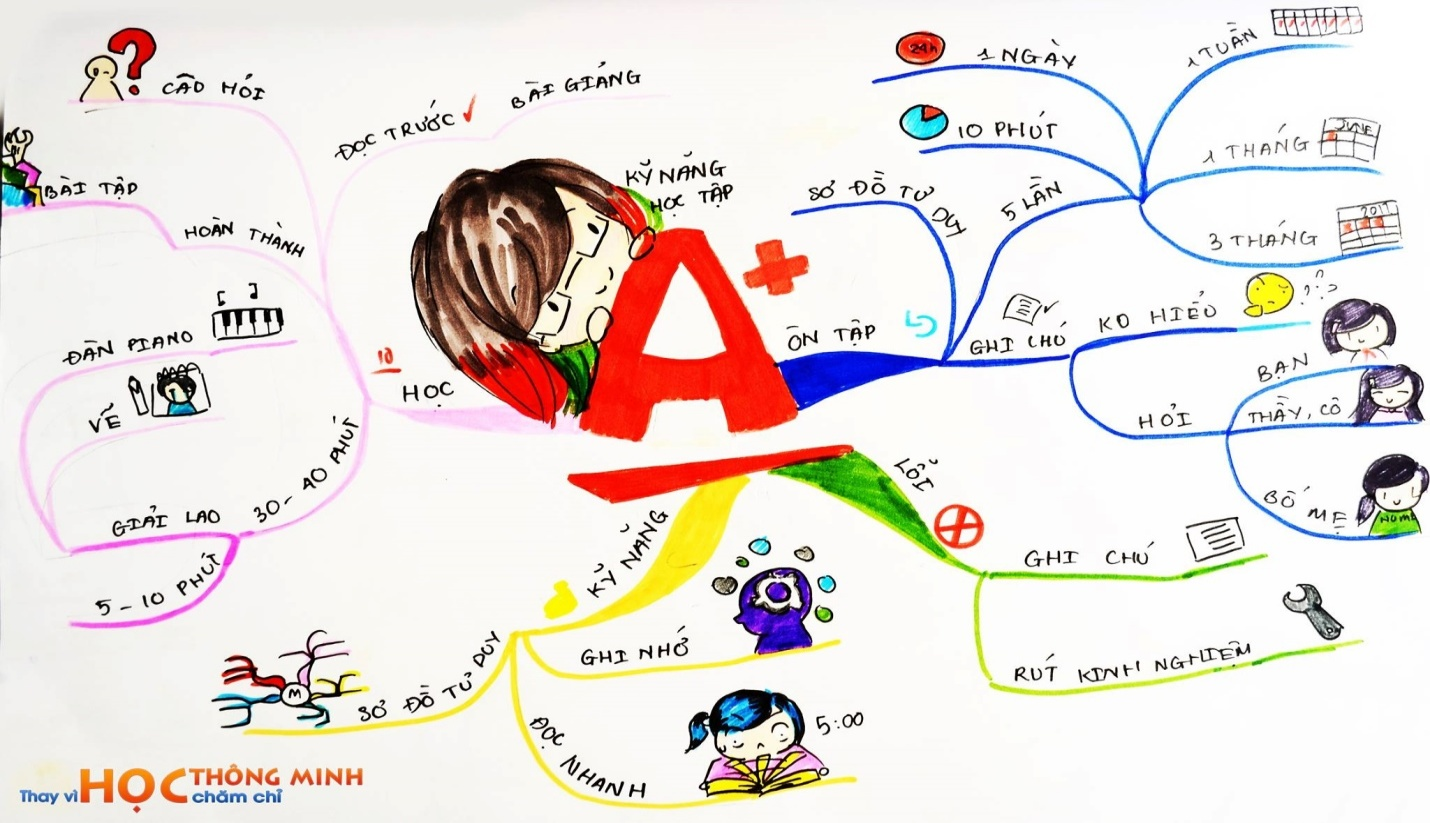 KỸ NĂNG
HỌC TẬP
A+
HỌC
10
ĐỌC TRƯỚC
BÀI GIẢNG
?
CÂU HỎI
HOÀN THÀNH
BÀI TẬP
30-40 PHÚT
GIẢI LAO
ĐÀN PIANO
VẼ
5-10 PHÚT
ÔN TẬP
SƠ ĐỒ TƯ DUY
5 LẦN
10 PHÚT
24h
1 NGÀY
1 TUẦN
1 THÁNG
JUNE
3 THÁNG
2017
GHI CHÚ
KO HIỂU
???
HỎI
BẠN
THẦY, CÔ
BỐ MẸ
LỖI
GHI CHÚ
RÚT KINH NGHIỆM
KỸ NĂNG
GHI NHỚ
ĐỌC NHANH
5:00
SƠ ĐỒ TƯ DUY
M
Thay vì HỌC THÔNG MINH
chăm chỉ